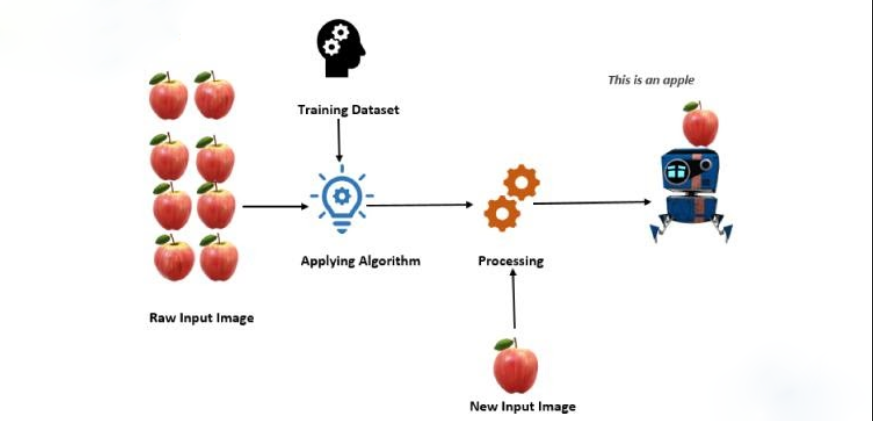 This is an apple
Training Dataset
Applying Algorithm
Processing
Raw Input Image
New Input Image